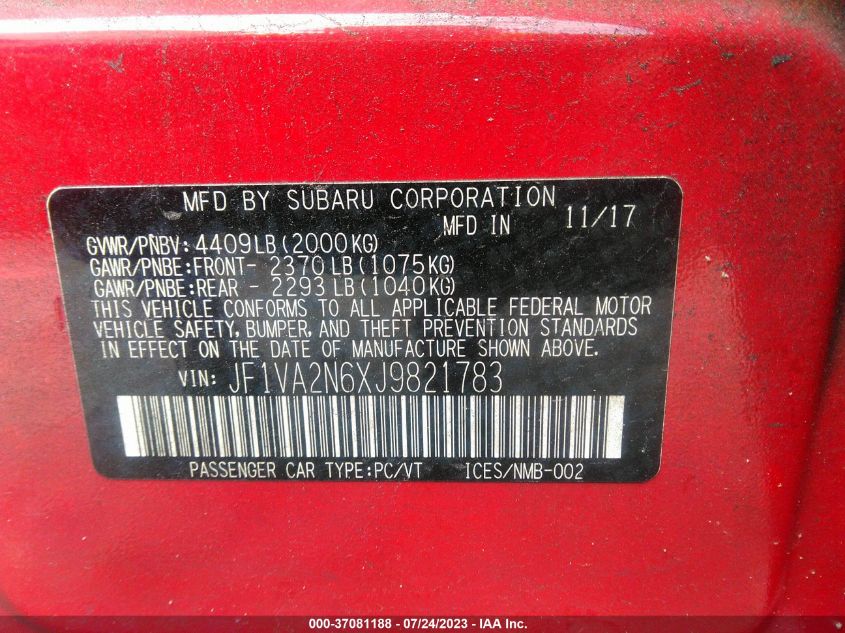 MFD BY SUBARU CORPORATION
MFD IN 11/17
GVWR/PNBV: 4409LB(2000KG)
GAWR/PNBE:FRONT- 2370 LB(1075KG)
GAWR/PNBE:REAR - 2293 LB(1040KG)
THIS VEHICLE CONFORMS TO ALL APPLICABLE FEDERAL MOTOR
VEHICLE SAFETY, BUMPER, AND THEFT PREVENTION STANDARDS
IN EFFECT ON THE DATE OF MANUFACTURE SHOWN ABOVE.
VIN: JF1VA2N6XJ9821783
PASSENGER CAR TYPE:PC/VT ICES/NMB-002
000-37081188 - 07/24/2023 - IAA Inc.